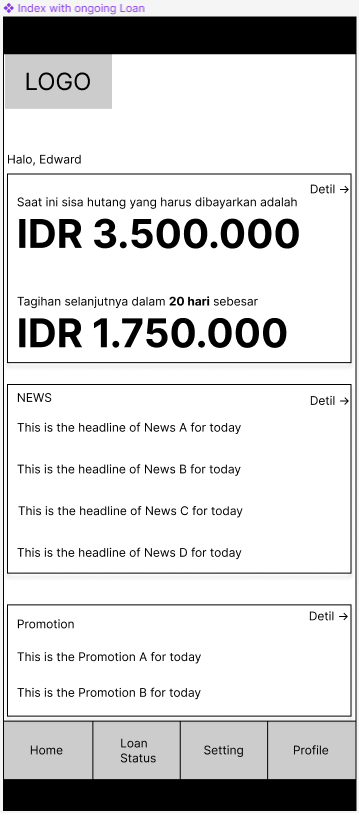 Index with ongoing Loan
LOGO
Halo, Edward
Detil →
Saat ini sisa hutang yang harus dibayarkan adalah
IDR 3.500.000
Tagihan selanjutnya dalam 20 hari sebesar
IDR 1.750.000
NEWS
Detil →
This is the headline of News A for today
This is the headline of News B for today
This is the headline of News C for today
This is the headline of News D for today
Detil →
Promotion
This is the Promotion A for today
This is the Promotion B for today
Home
Loan
Status
Setting
Profile